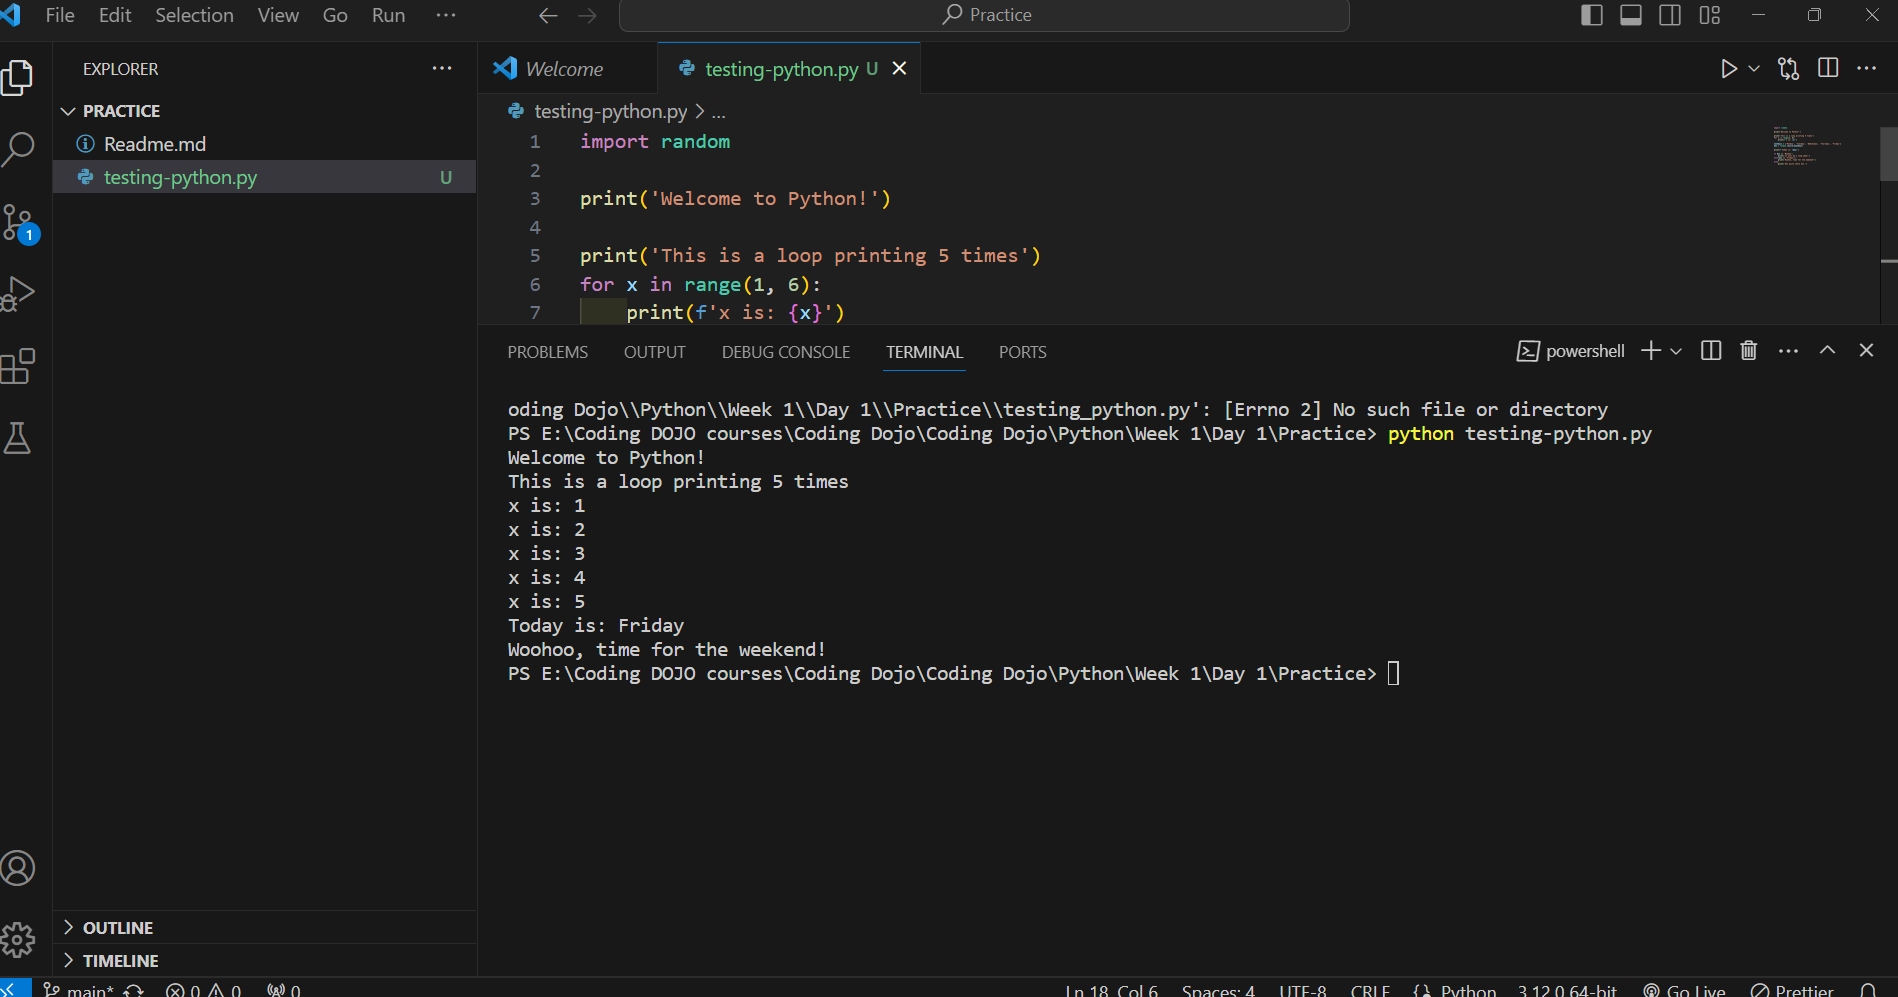 File Edit Selection View Go Run ··· Practice
EXPLORER ···
Welcome testing-python.py U
PRACTICE
Readme.md
testing-python.py U
1
testing-python.py > ...
1 import random
2
3 print('Welcome to Python!')
4
5 print('This is a loop printing 5 times')
6 for x in range(1, 6):
7 print(f'x is: {x}')
PROBLEMS OUTPUT DEBUG CONSOLE TERMINAL PORTS powershell
oding Dojo\\Python\\Week 1\\Day 1\\Practice\\testing_python.py': [Errno 2] No such file or directory
PS E:\Coding DOJO courses\Coding Dojo\Coding Dojo\Python\Week 1\Day 1\Practice> python testing-python.py
Welcome to Python!
This is a loop printing 5 times
x is: 1
x is: 2
x is: 3
x is: 4
x is: 5
Today is: Friday
Woohoo, time for the weekend!
PS E:\Coding DOJO courses\Coding Dojo\Coding Dojo\Python\Week 1\Day 1\Practice>
OUTLINE
TIMELINE
main* 0 0 0 Ln 18, Col 6 Spaces: 4 UTF-8 CRLF {} Python 3.12.0 64-bit Go Live Prettier